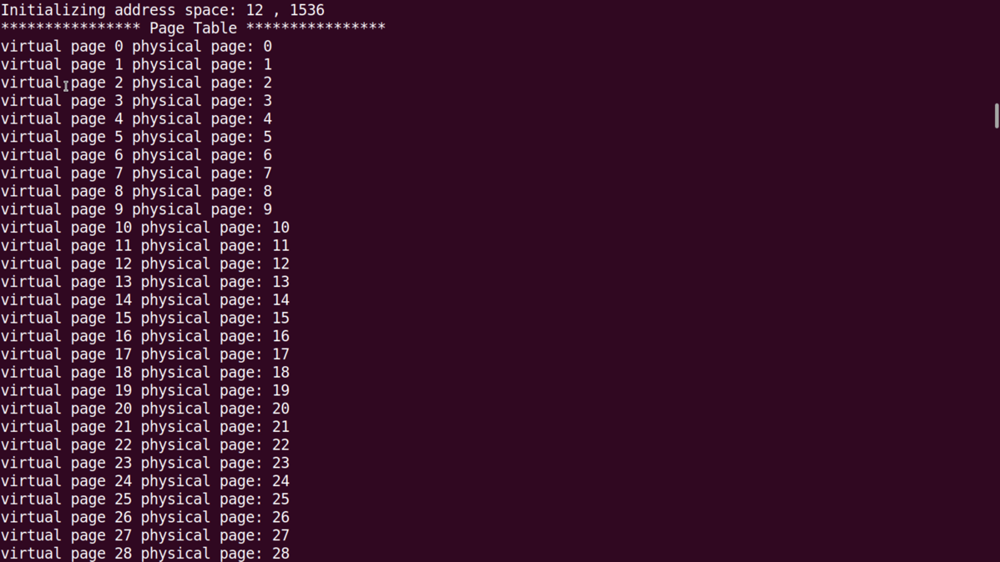 Initializing address space: 12 , 1536
**************** Page Table ****************
virtual page 0 physical page: 0
virtual page 1 physical page: 1
virtual page 2 physical page: 2
virtual page 3 physical page: 3
virtual page 4 physical page: 4
virtual page 5 physical page: 5
virtual page 6 physical page: 6
virtual page 7 physical page: 7
virtual page 8 physical page: 8
virtual page 9 physical page: 9
virtual page 10 physical page: 10
virtual page 11 physical page: 11
virtual page 12 physical page: 12
virtual page 13 physical page: 13
virtual page 14 physical page: 14
virtual page 15 physical page: 15
virtual page 16 physical page: 16
virtual page 17 physical page: 17
virtual page 18 physical page: 18
virtual page 19 physical page: 19
virtual page 20 physical page: 20
virtual page 21 physical page: 21
virtual page 22 physical page: 22
virtual page 23 physical page: 23
virtual page 24 physical page: 24
virtual page 25 physical page: 25
virtual page 26 physical page: 26
virtual page 27 physical page: 27
virtual page 28 physical page: 28